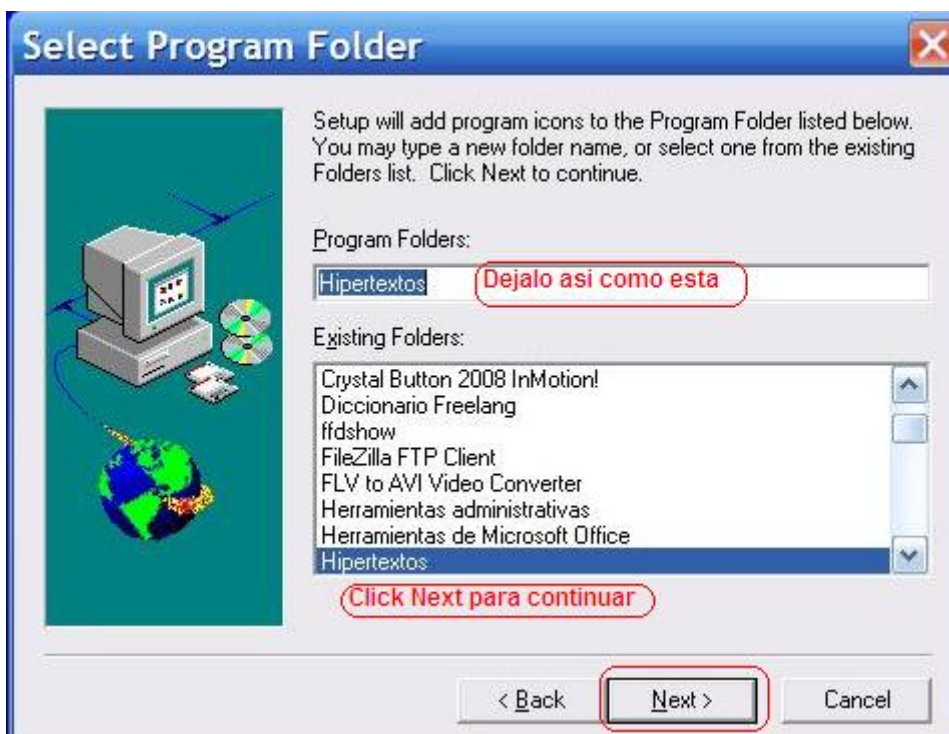 Select Program Folder
Setup will add program icons to the Program Folder listed below.
You may type a new folder name, or select one from the existing
Folders list. Click Next to continue.
Program Folders:
Hipertextos
Dejalo asi como esta
Existing Folders:
Crystal Button 2008 InMotion!
Diccionario Freelang
ffdshow
FileZilla FTP Client
FLV to AVI Video Converter
Herramientas administrativas
Herramientas de Microsoft Office
Hipertextos
Click Next para continuar
< Back
Next >
Cancel